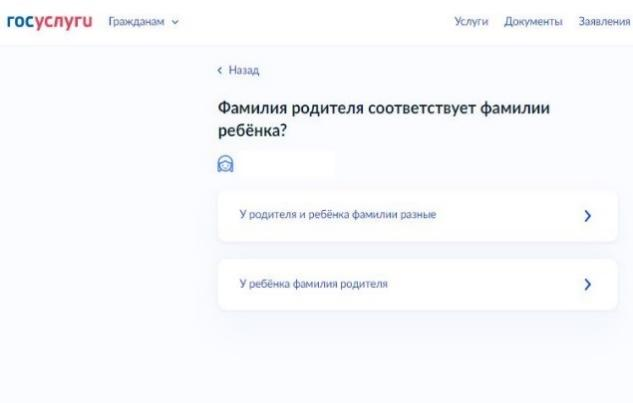 госуслуги Гражданам Услуги Документы Заявления
Назад
Фамилия родителя соответствует фамилии
ребёнка?
У родителя и ребёнка фамилии разные
У ребёнка фамилия родителя